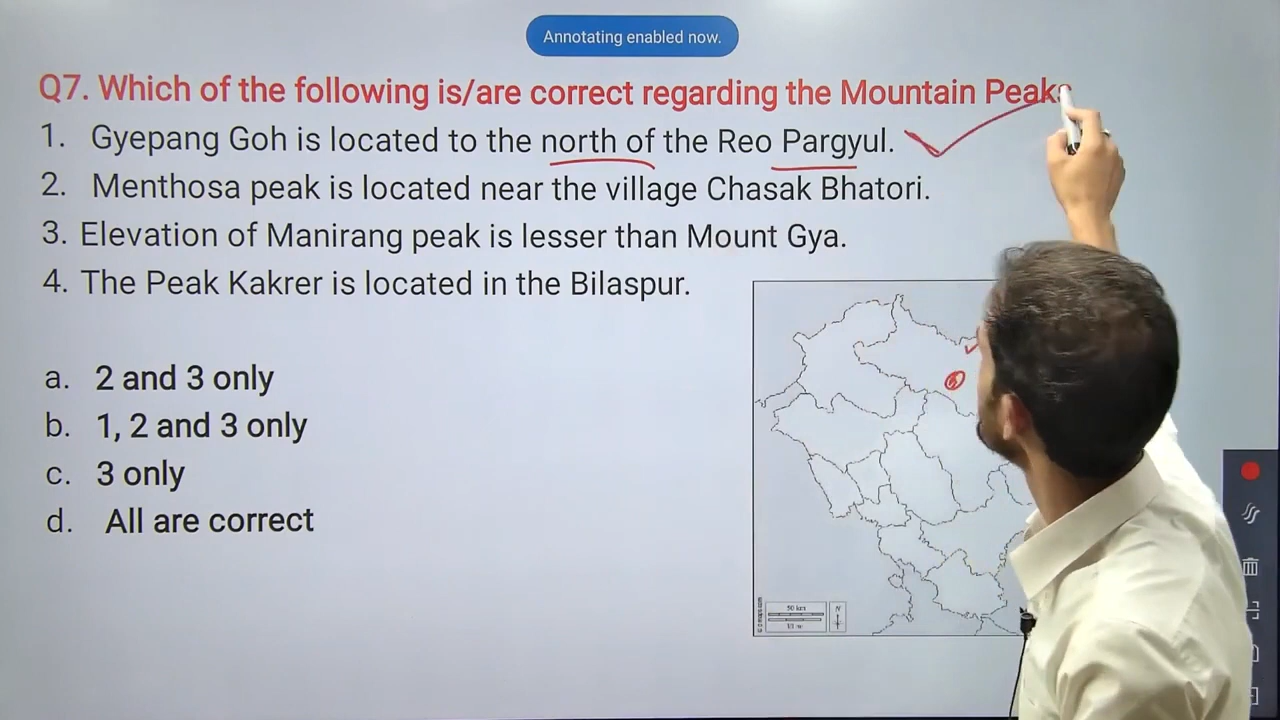 Annotating enabled now.
Q7. Which of the following is/are correct regarding the Mountain Peaks
1. Gyepang Goh is located to the north of the Reo Pargyul.
2. Menthosa peak is located near the village Chasak Bhatori.
3. Elevation of Manirang peak is lesser than Mount Gya.
4. The Peak Kakrer is located in the Bilaspur.
a. 2 and 3 only
b. 1, 2 and 3 only
c. 3 only
d. All are correct
50 km
N